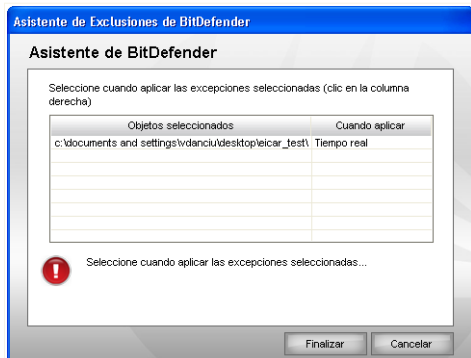 Asistente de Exclusiones de BitDefender
Asistente de BitDefender
Seleccione cuando aplicar las excepciones seleccionadas (clic en la columna
derecha)
Objetos seleccionados Cuando aplicar
c:\documents and settings\vdanciu\desktop\eicar_test\ Tiempo real
Seleccione cuando aplicar las excepciones seleccionadas...
Finalizar Cancelar